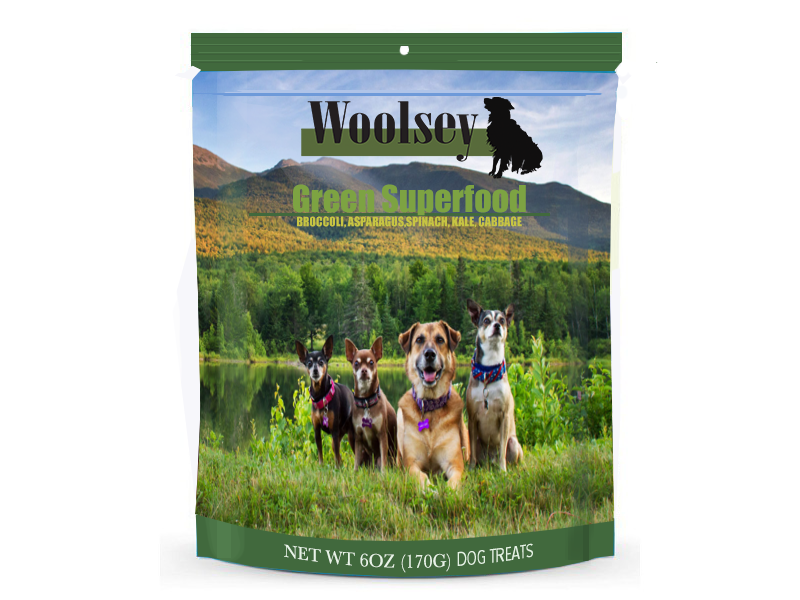 Woolsey
Green Superfood
BROCCOLI, ASPARAGUS,SPINACH, KALE, CABBAGE
NET WT 6OZ (170G) DOG TREATS